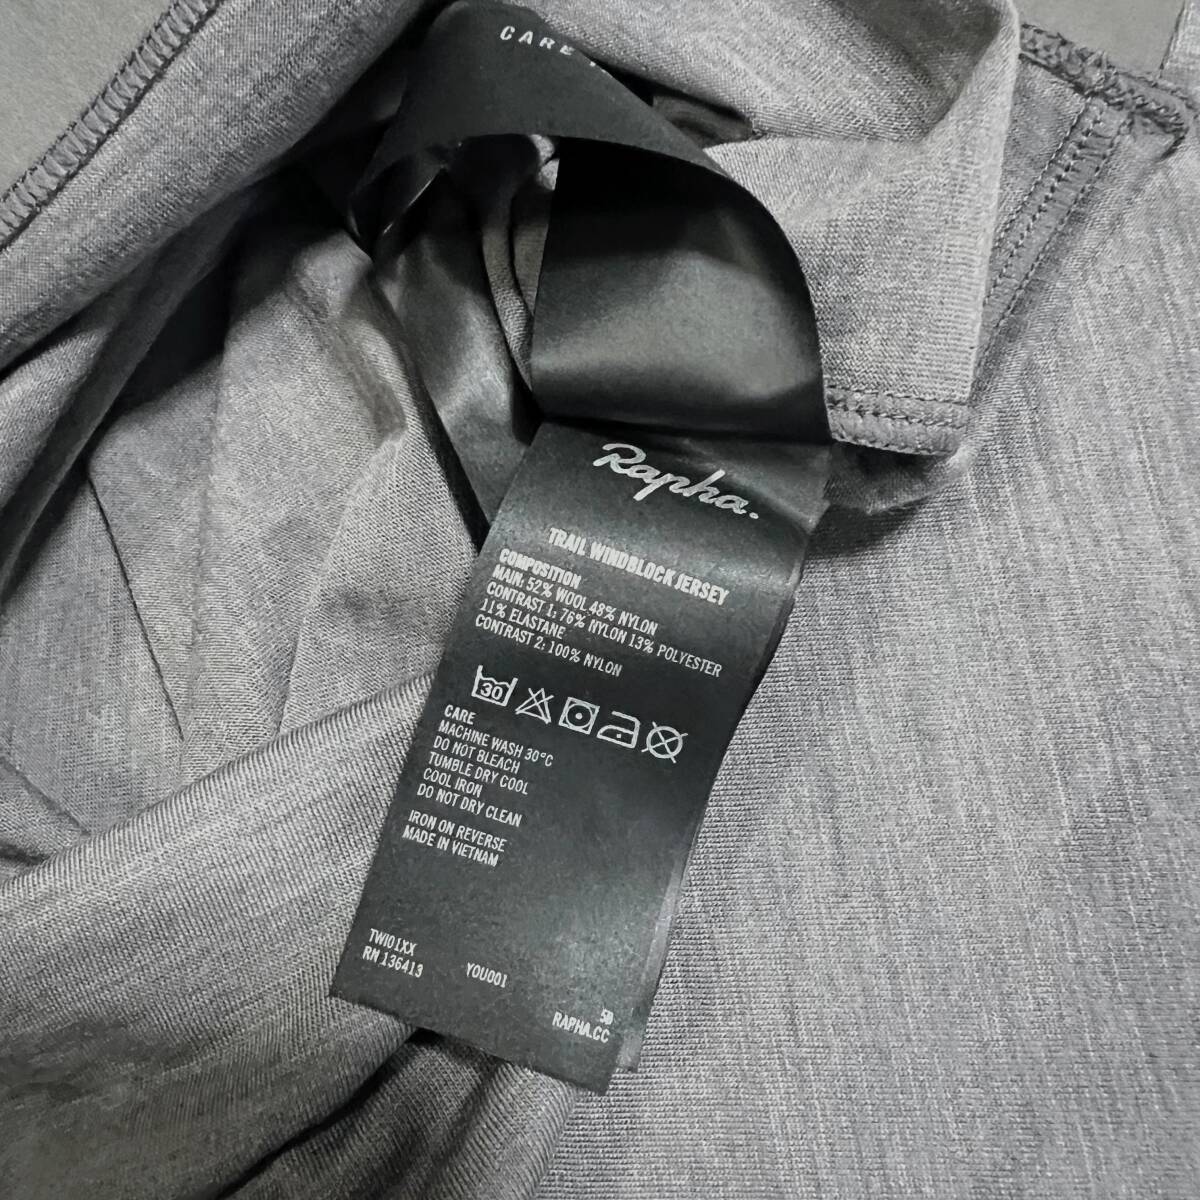 CARE
Rapha.
TRAIL WINDBLOCK JERSEY
COMPOSITION
MAIN: 52% WOOL 48% NYLON
CONTRAST 1: 76% NYLON 13% POLYESTER
11% ELASTANE
CONTRAST 2: 100% NYLON
30
CARE
MACHINE WASH 30°C
DO NOT BLEACH
TUMBLE DRY COOL
COOL IRON
DO NOT DRY CLEAN
IRON ON REVERSE
MADE IN VIETNAM
TWI01XX
RN 136413
YOU001
5B
RAPHA.CC